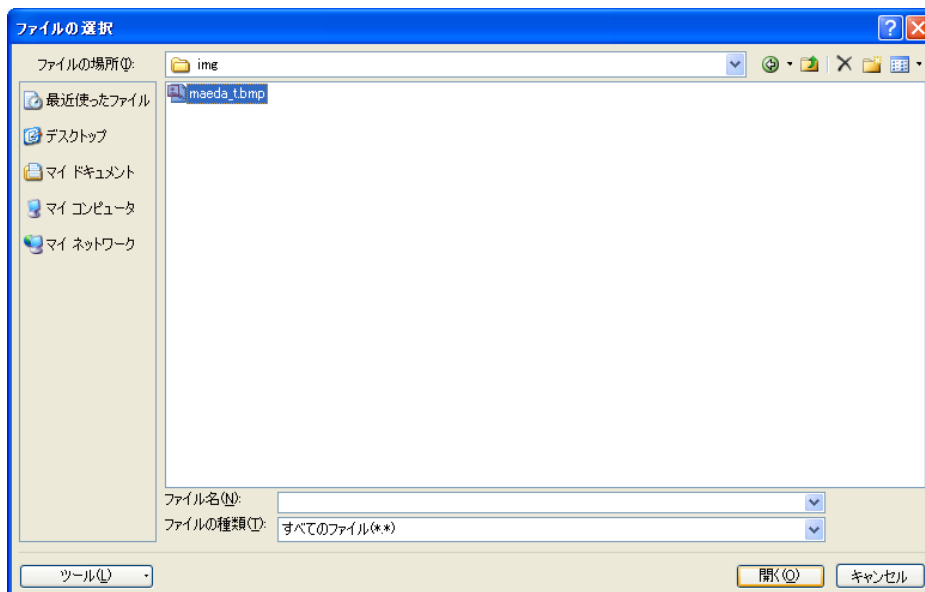 ファイルの選択
ファイルの場所(I):
img
最近使ったファイル
デスクトップ
マイ ドキュメント
マイ コンピュータ
マイ ネットワーク
maeda_t.bmp
ファイル名(N):
ファイルの種類(T):
すべてのファイル(*.*)
ツール(L)
開く(O)
キャンセル